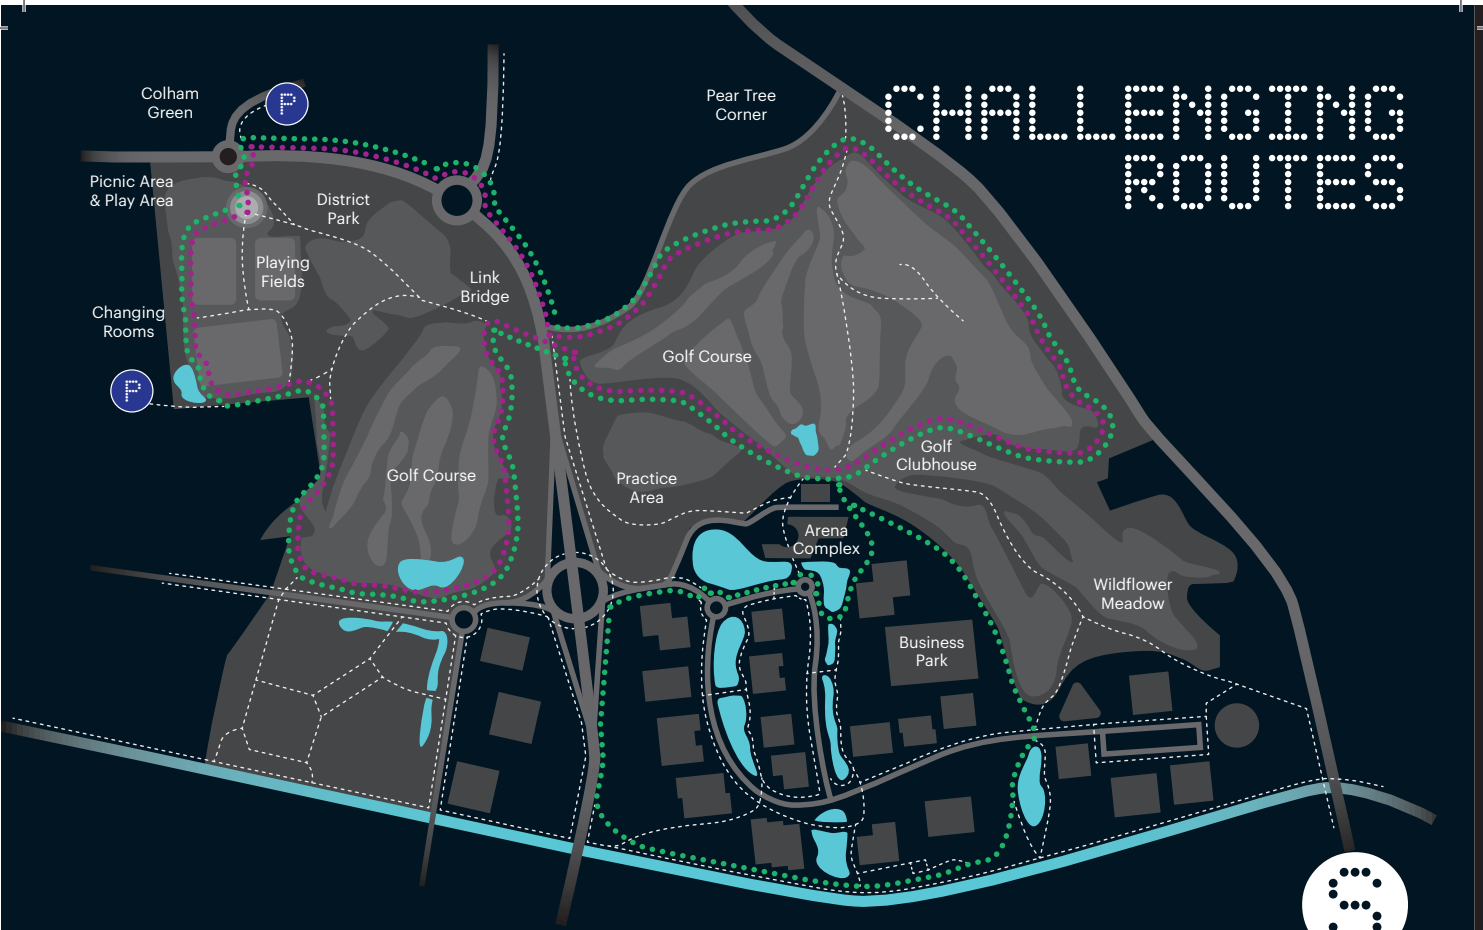 CHALLENGING
ROUTES
Colham
Green
P
Pear Tree
Corner
Picnic Area
& Play Area
District
Park
Playing
Fields
Link
Bridge
Changing
Rooms
P
Golf Course
Golf Course
Golf
Clubhouse
Practice
Area
Arena
Complex
Wildflower
Meadow
Business
Park
S